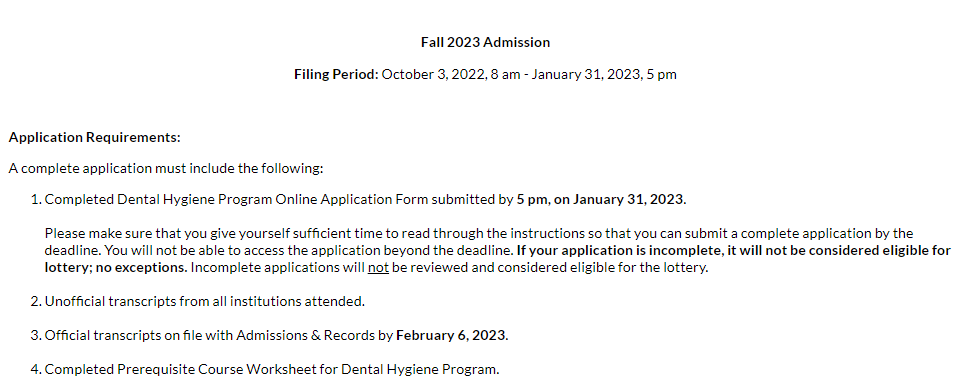 Fall 2023 Admission
Filing Period: October 3, 2022, 8 am - January 31, 2023, 5 pm
Application Requirements:
A complete application must include the following:
1. Completed Dental Hygiene Program Online Application Form submitted by 5 pm, on January 31, 2023.
Please make sure that you give yourself sufficient time to read through the instructions so that you can submit a complete application by the
deadline. You will not be able to access the application beyond the deadline. If your application is incomplete, it will not be considered eligible for
lottery; no exceptions. Incomplete applications will not be reviewed and considered eligible for the lottery.
2. Unofficial transcripts from all institutions attended.
3. Official transcripts on file with Admissions & Records by February 6, 2023.
4. Completed Prerequisite Course Worksheet for Dental Hygiene Program.